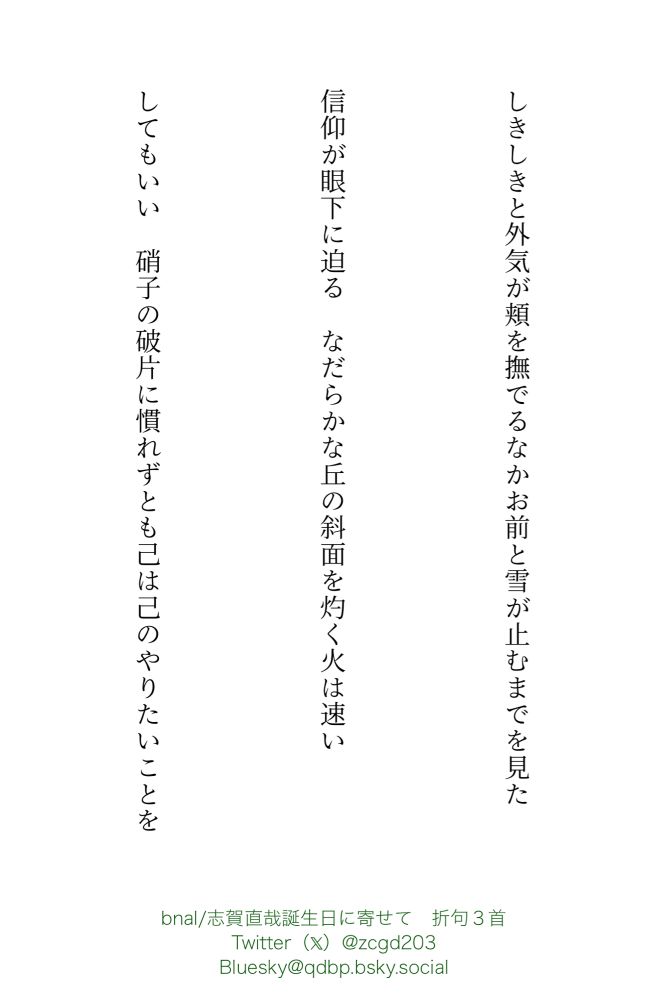 しきしきと外気が頬を撫でるなかお前と雪が止むまでを見た
信仰が眼下に迫る　なだらかな丘の斜面を灼く火は速い
してもいい　硝子の破片に慣れずとも己は己のやりたいことを
bnal/志賀直哉誕生日に寄せて　折句３首
Twitter（𝕏）@zcgd203
Bluesky@qdbp.bsky.social